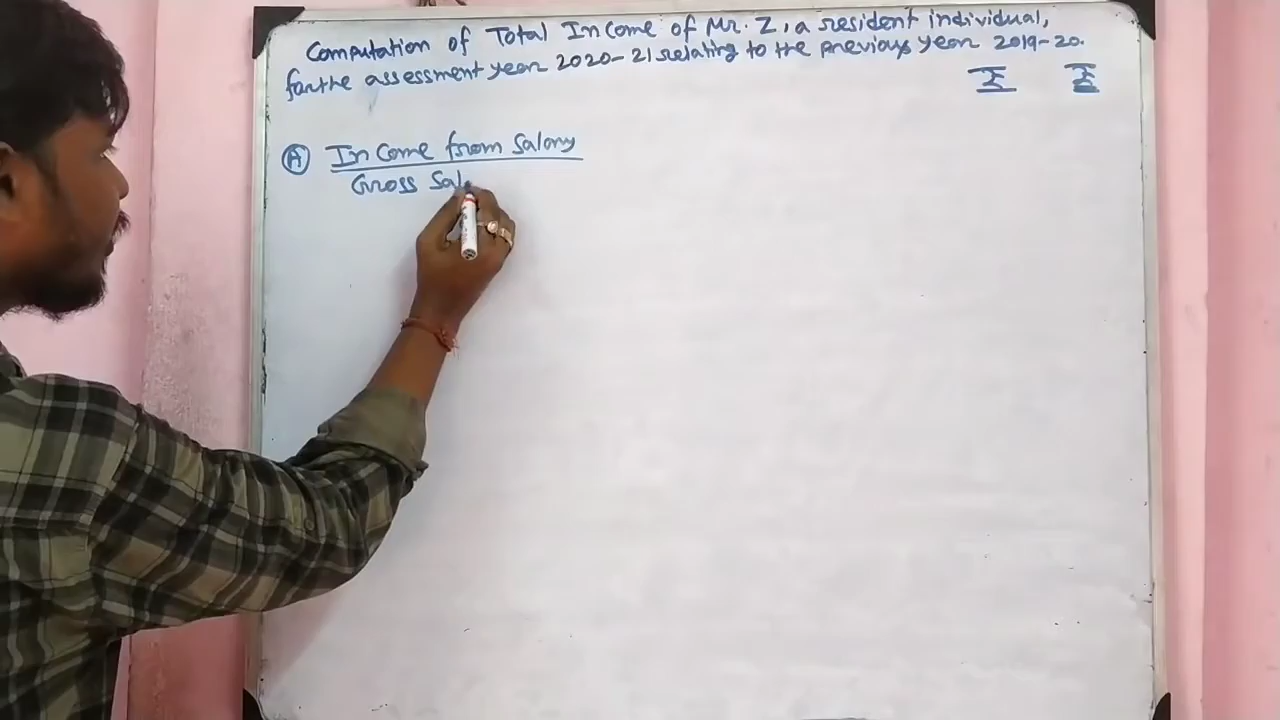 Computation of Total Income of Mr. Z, a resident individual,
for the assessment year 2020-21 relating to the previous year 2019-20.
₹ ₹
A Income from Salary
Gross Sal